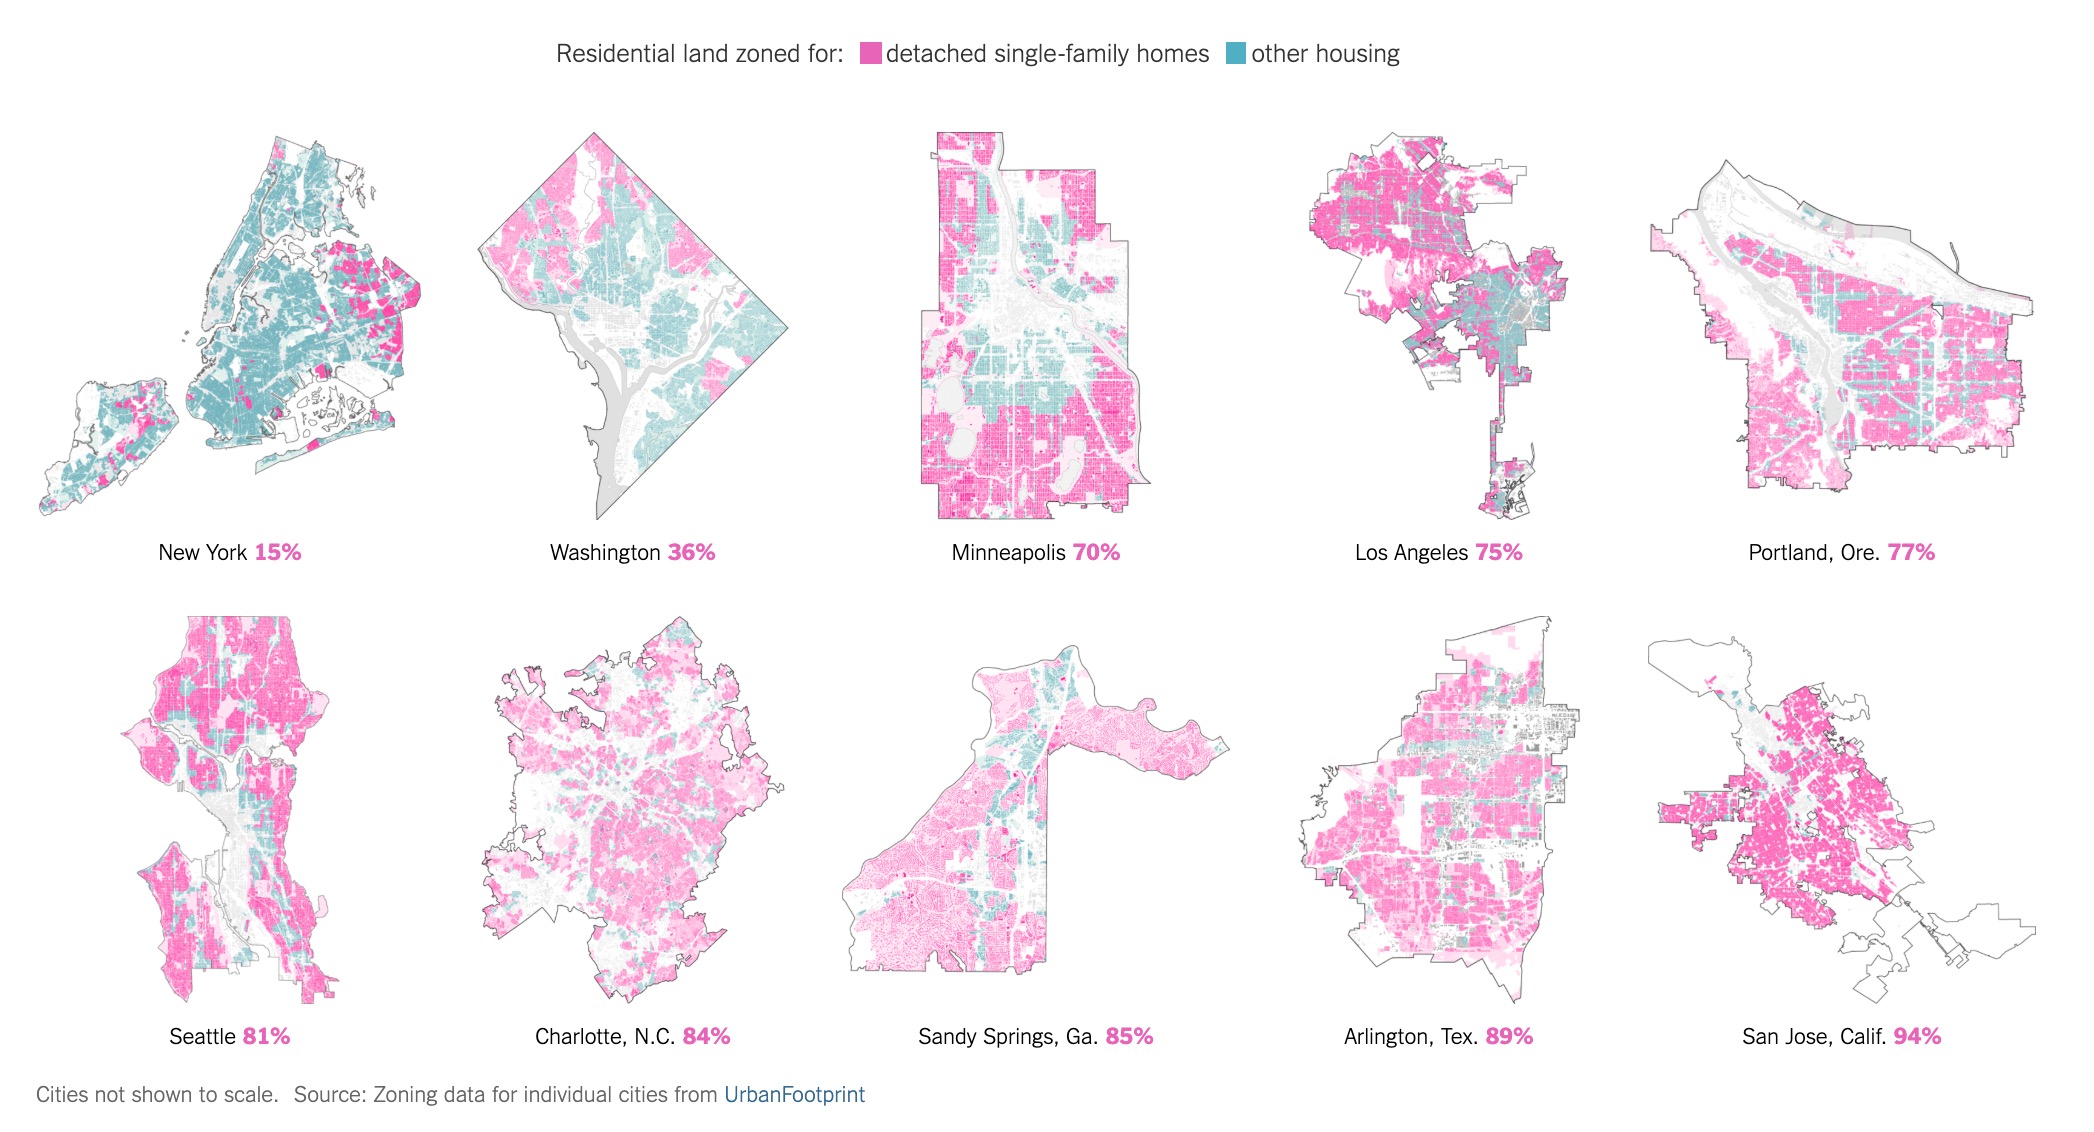 Residential land zoned for: detached single-family homes other housing
New York 15%
Washington 36%
Minneapolis 70%
Los Angeles 75%
Portland, Ore. 77%
Seattle 81%
Charlotte, N.C. 84%
Sandy Springs, Ga. 85%
Arlington, Tex. 89%
San Jose, Calif. 94%
Cities not shown to scale. Source: Zoning data for individual cities from UrbanFootprint